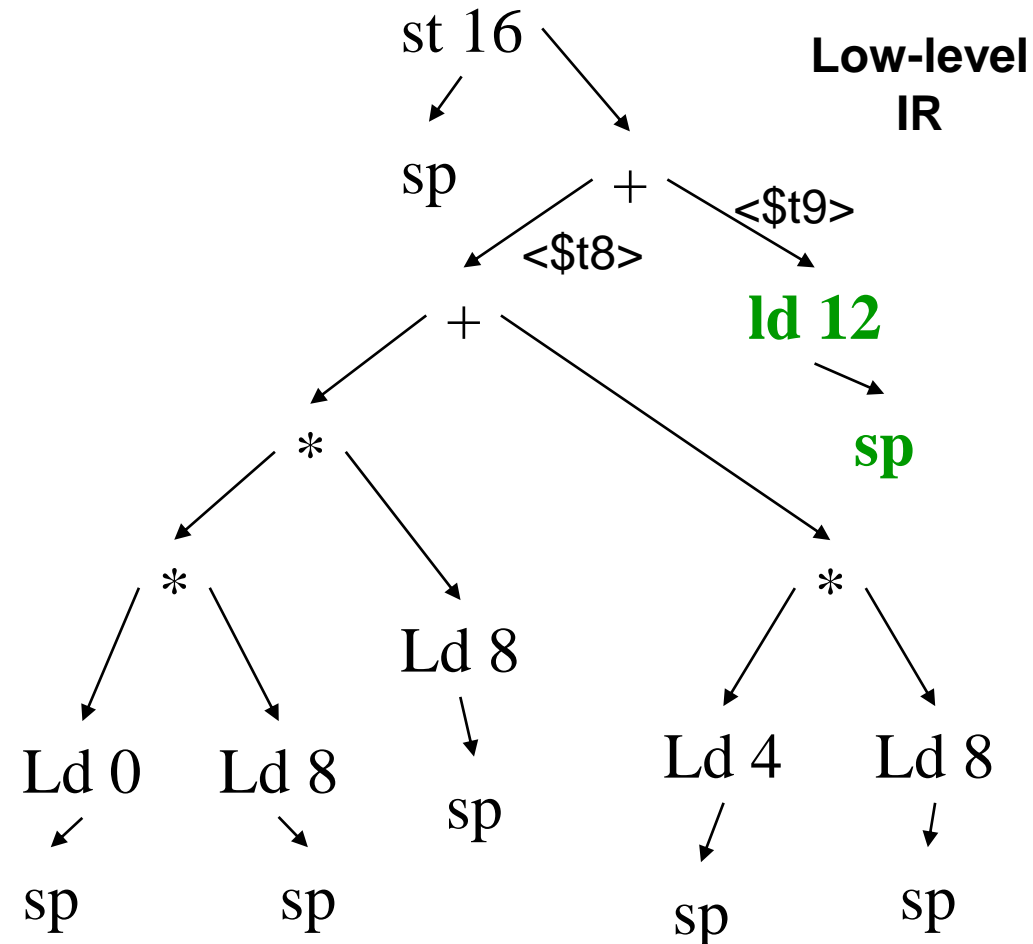 st 16
Low-level
IR
sp
+
<$t9>
<$t8>
+
ld 12
*
sp
*
*
Ld 8
Ld 0
Ld 8
Ld 4
Ld 8
sp
sp
sp
sp
sp